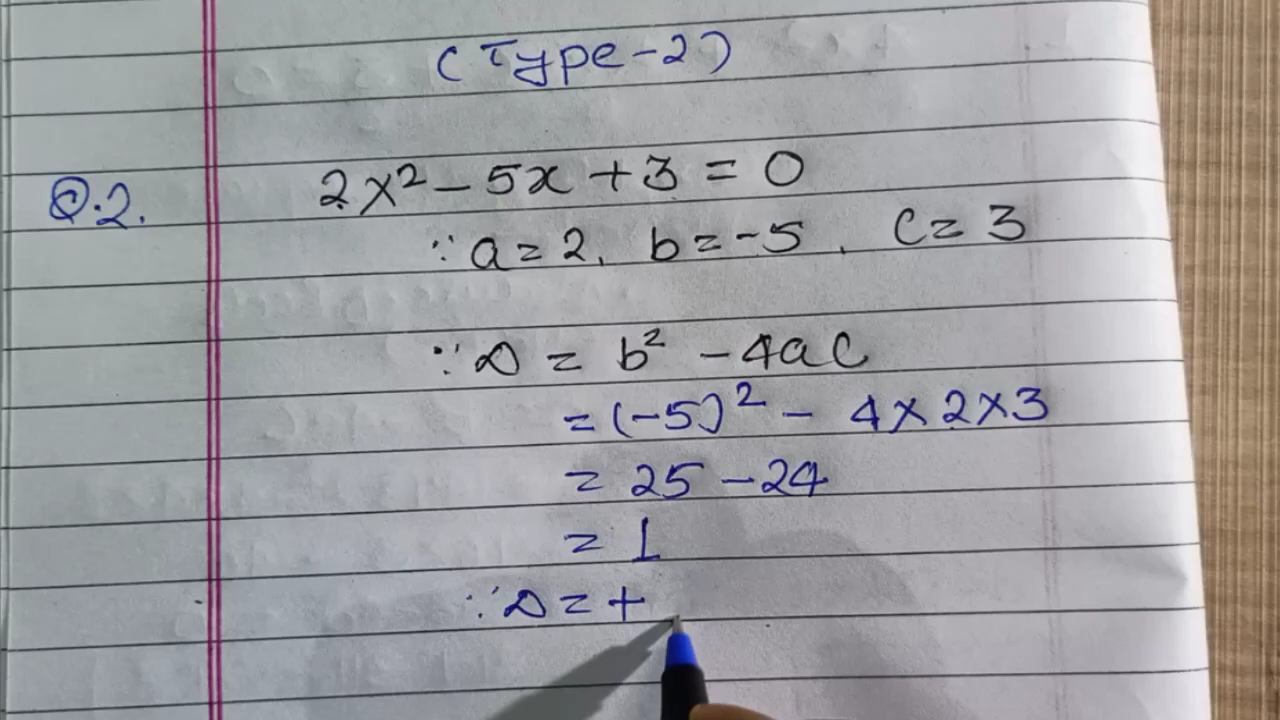 (Type-2)
Q.2. 2x² - 5x + 3 = 0
∵ a = 2, b = -5, c = 3
∵ D = b² - 4ac
= (-5)² - 4×2×3
= 25 - 24
= 1
∵ D = +